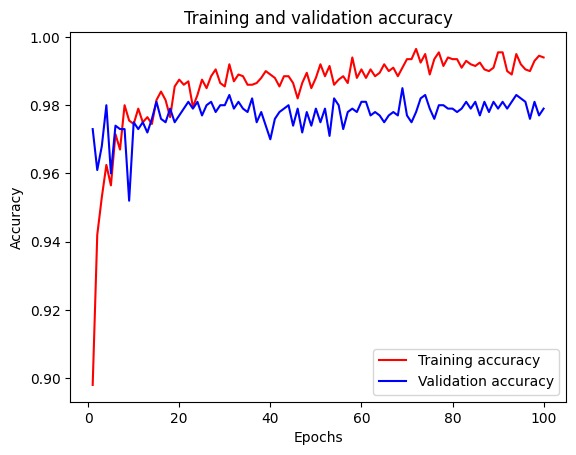 Training and validation accuracy
1.00
0.98
0.96
0.94
0.92
0.90
Accuracy
0
20
40
60
80
100
Epochs
Training accuracy
Validation accuracy